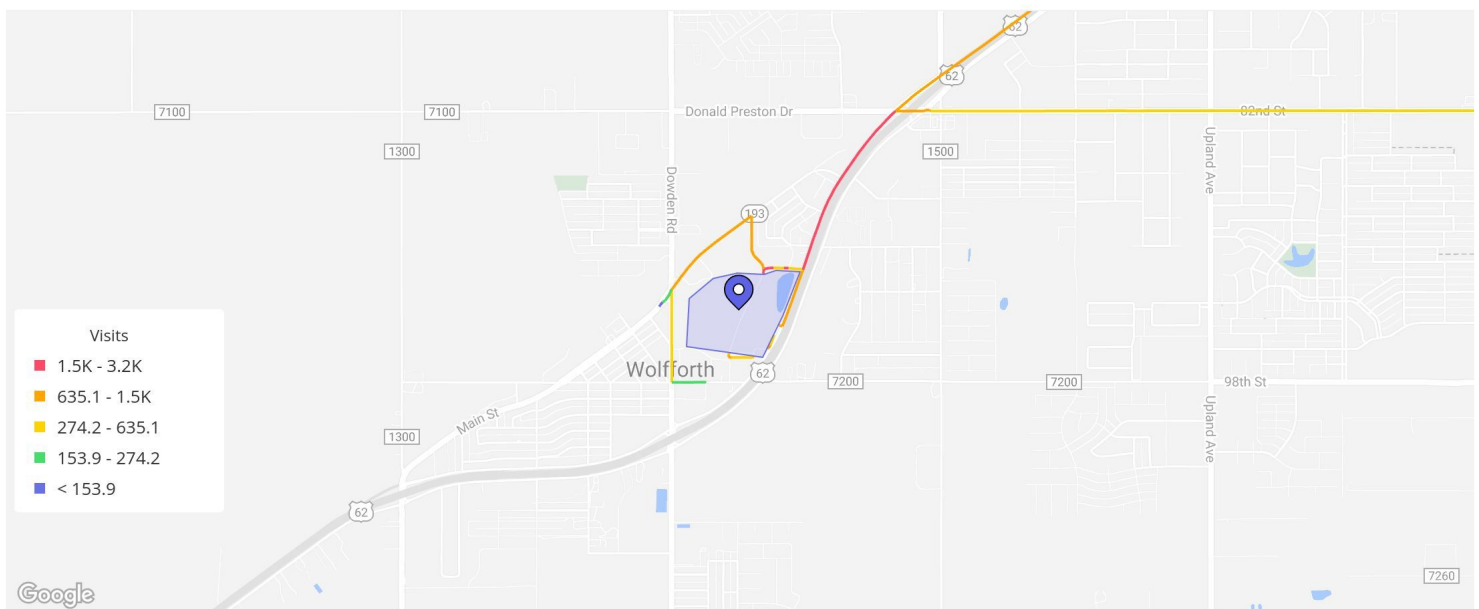 62
62
7100
7100
Donald Preston Dr
82nd St
1300
1500
Upland Ave
Dowden Rd
193
Visits
1.5K - 3.2K
635.1 - 1.5K
274.2 - 635.1
153.9 - 274.2
< 153.9
Wolfforth
62
7200
7200
98th St
Main St
1300
Upland Ave
62
7260
Google